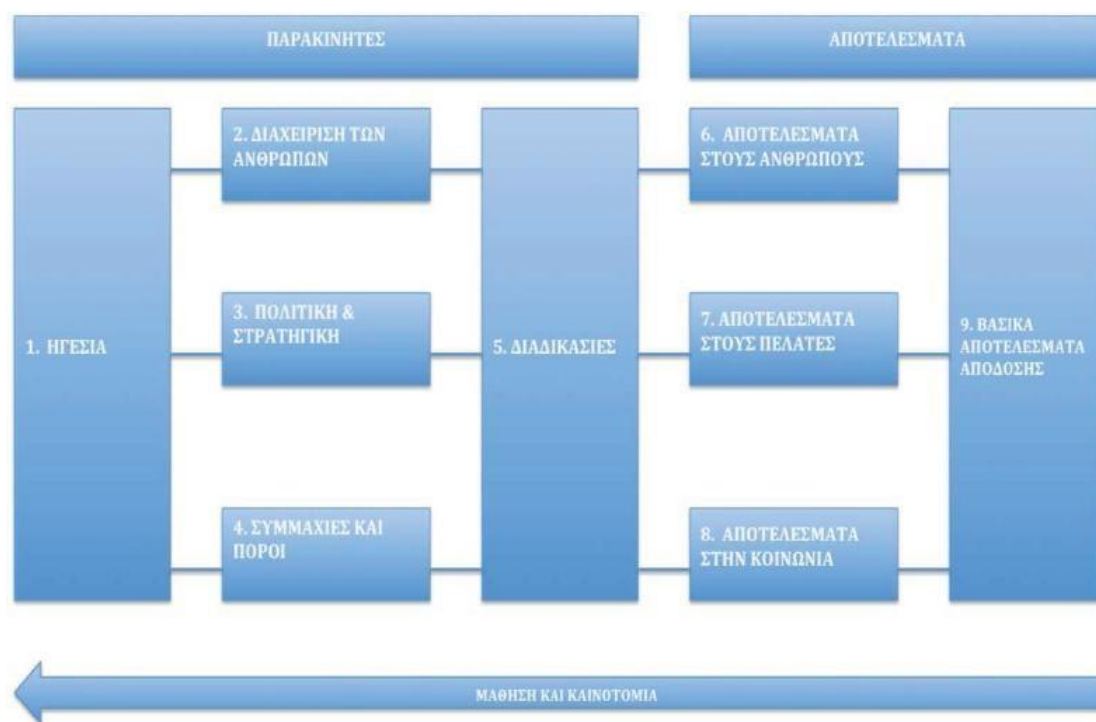 ΠΑΡΑΚΙΝΗΤΕΣ
ΑΠΟΤΕΛΕΣΜΑΤΑ
1. ΗΓΕΣΙΑ
2. ΔΙΑΧΕΙΡΙΣΗ ΤΩΝ
ΑΝΘΡΩΠΩΝ
3. ΠΟΛΙΤΙΚΗ &
ΣΤΡΑΤΗΓΙΚΗ
4. ΣΥΜΜΑΧΙΕΣ ΚΑΙ
ΠΟΡΟΙ
5. ΔΙΑΔΙΚΑΣΙΕΣ
6. ΑΠΟΤΕΛΕΣΜΑΤΑ
ΣΤΟΥΣ ΑΝΘΡΩΠΟΥΣ
7. ΑΠΟΤΕΛΕΣΜΑΤΑ
ΣΤΟΥΣ ΠΕΛΑΤΕΣ
8. ΑΠΟΤΕΛΕΣΜΑΤΑ
ΣΤΗΝ ΚΟΙΝΩΝΙΑ
9. ΒΑΣΙΚΑ
ΑΠΟΤΕΛΕΣΜΑΤΑ
ΑΠΟΔΟΣΗΣ
ΜΑΘΗΣΗ ΚΑΙ ΚΑΙΝΟΤΟΜΙΑ